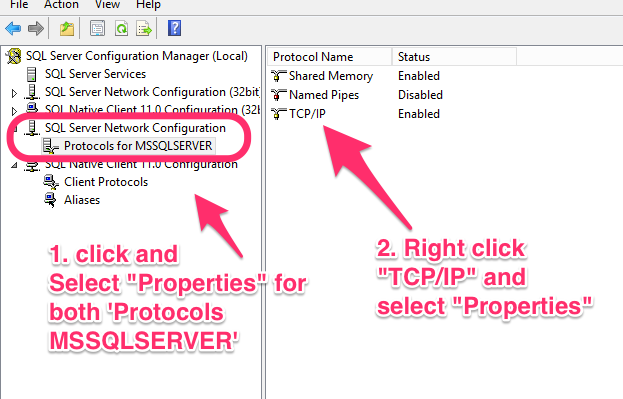 File Action View Help
SQL Server Configuration Manager (Local)
SQL Server Services
SQL Server Network Configuration (32bit
SQL Native Client 11.0 Configuration (32b
SQL Server Network Configuration
Protocols for MSSQLSERVER
SQL Native Client 11.0 Configuration
Client Protocols
Aliases
Protocol Name Status
Shared Memory Enabled
Named Pipes Disabled
TCP/IP Enabled
1. click and
Select "Properties" for
both 'Protocols
MSSQLSERVER'
2. Right click
"TCP/IP" and
select "Properties"